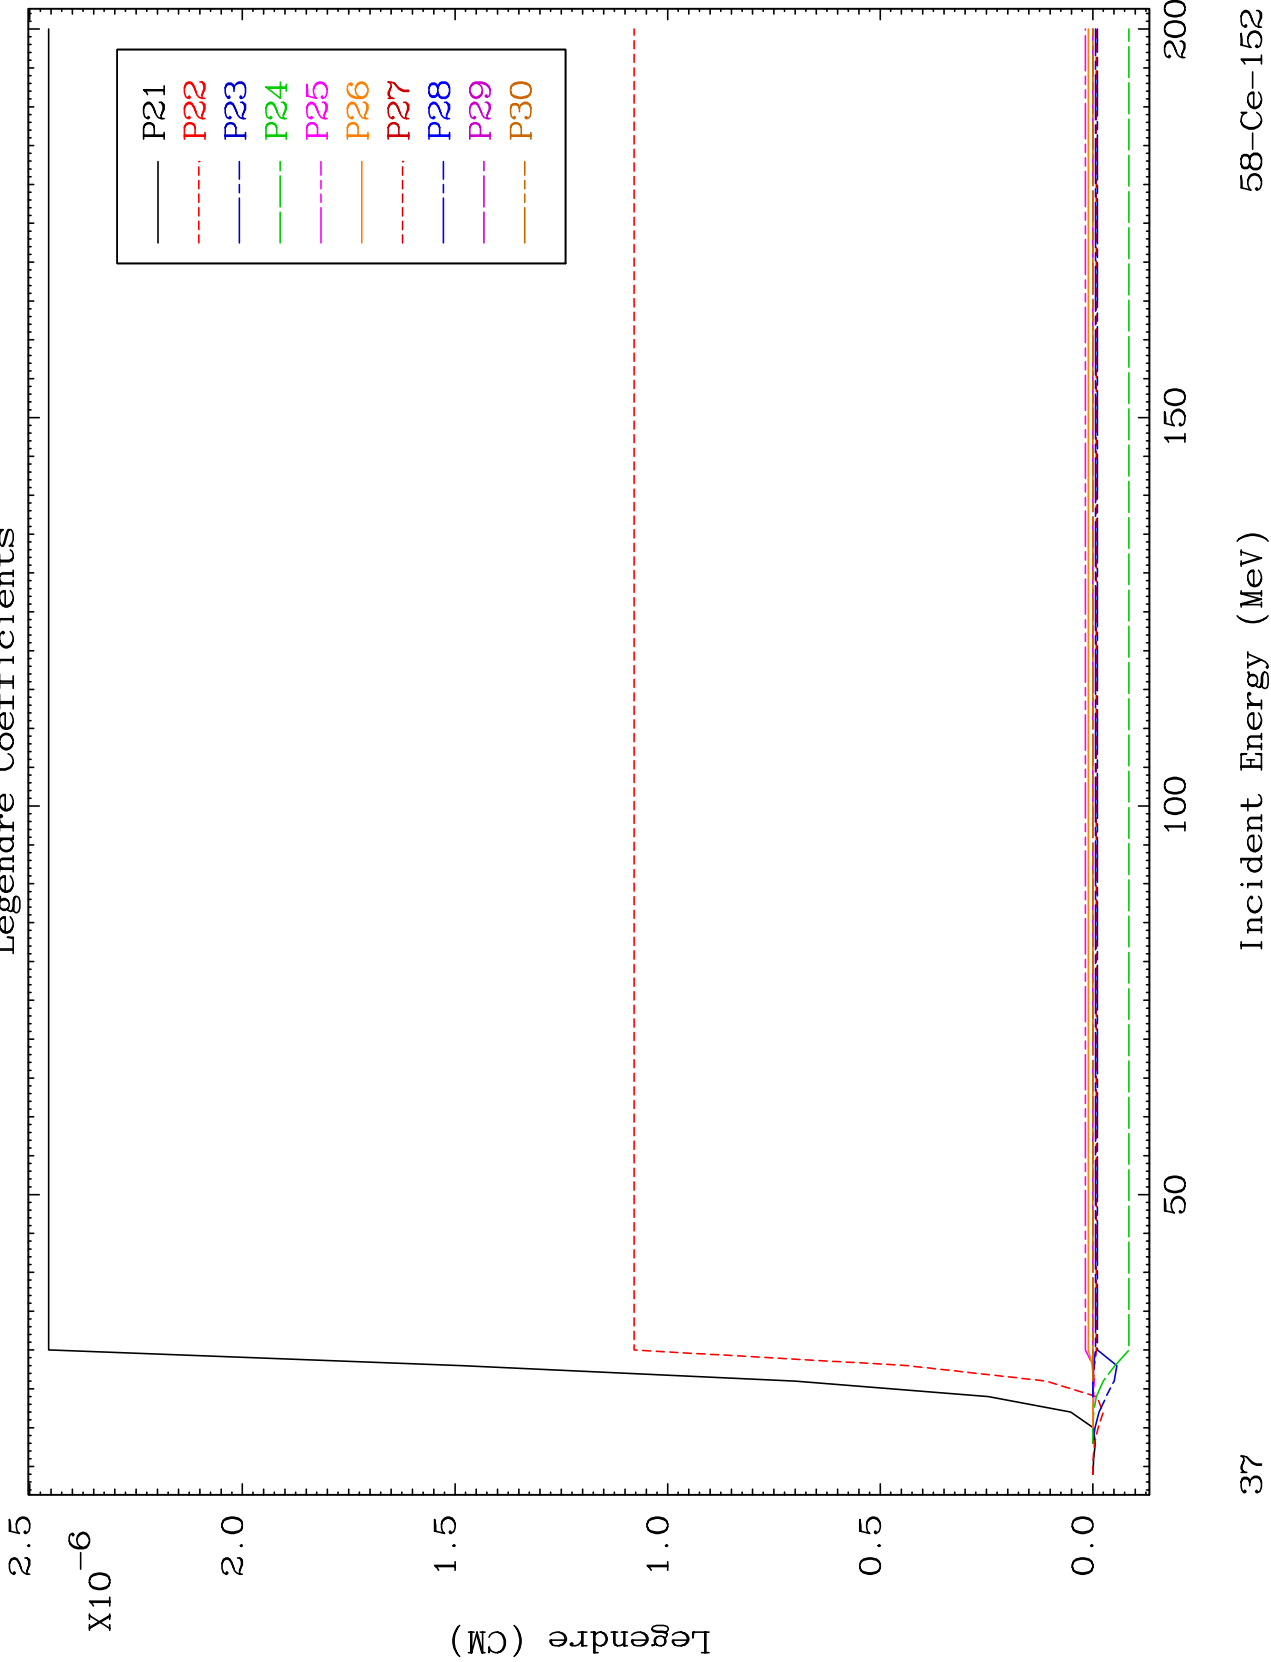 Legendre Coefficients
P21
P22
P23
P24
P25
P26
P27
P28
P29
P30
2.5
X10-6
2.0
1.5
1.0
0.5
0.0
Legendre (CM)
50
100
150
200
37
Incident Energy (MeV)
58-Ce-152